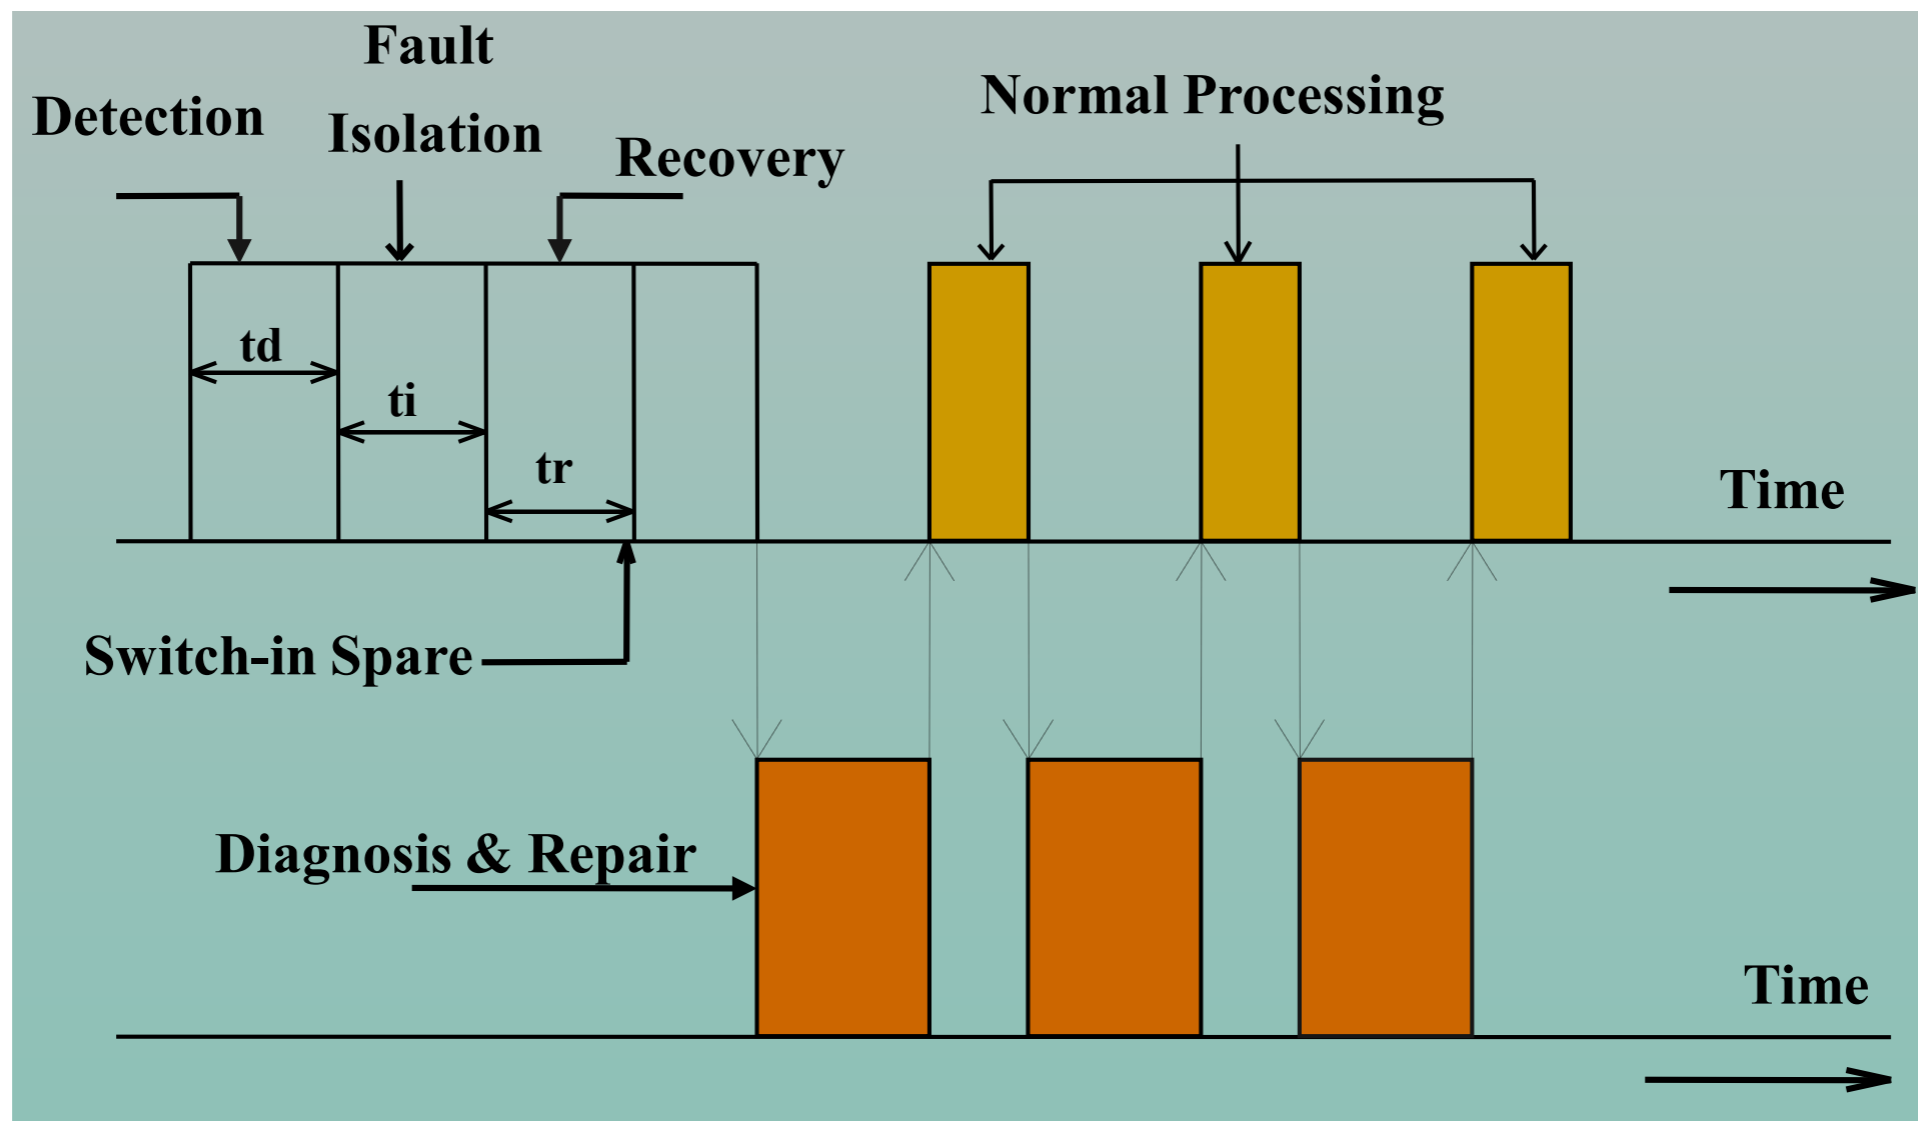 Fault
Isolation
Detection
Recovery
Normal Processing
td
ti
tr
Time
Switch-in Spare
Diagnosis & Repair
Time